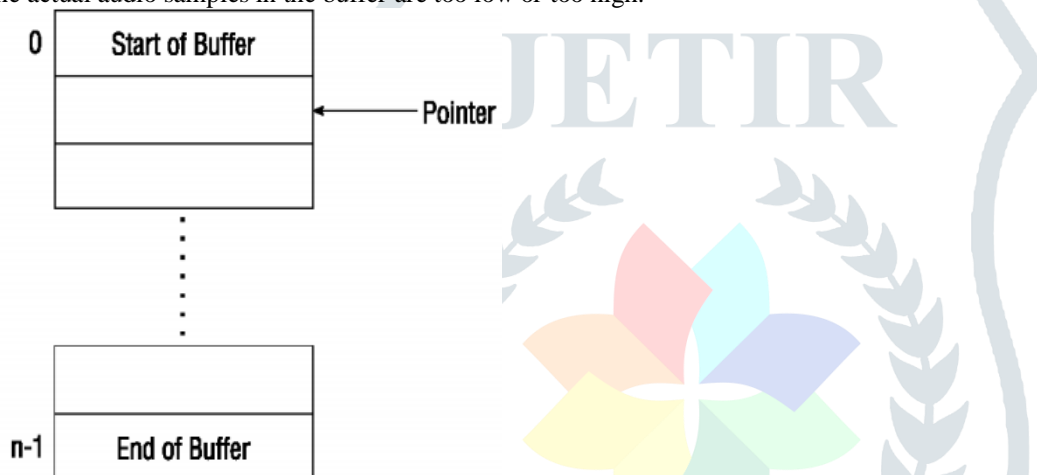 the actual audio samples in the buffer are too low or too high.
0 Start of Buffer
Pointer
JETIR
n-1 End of Buffer